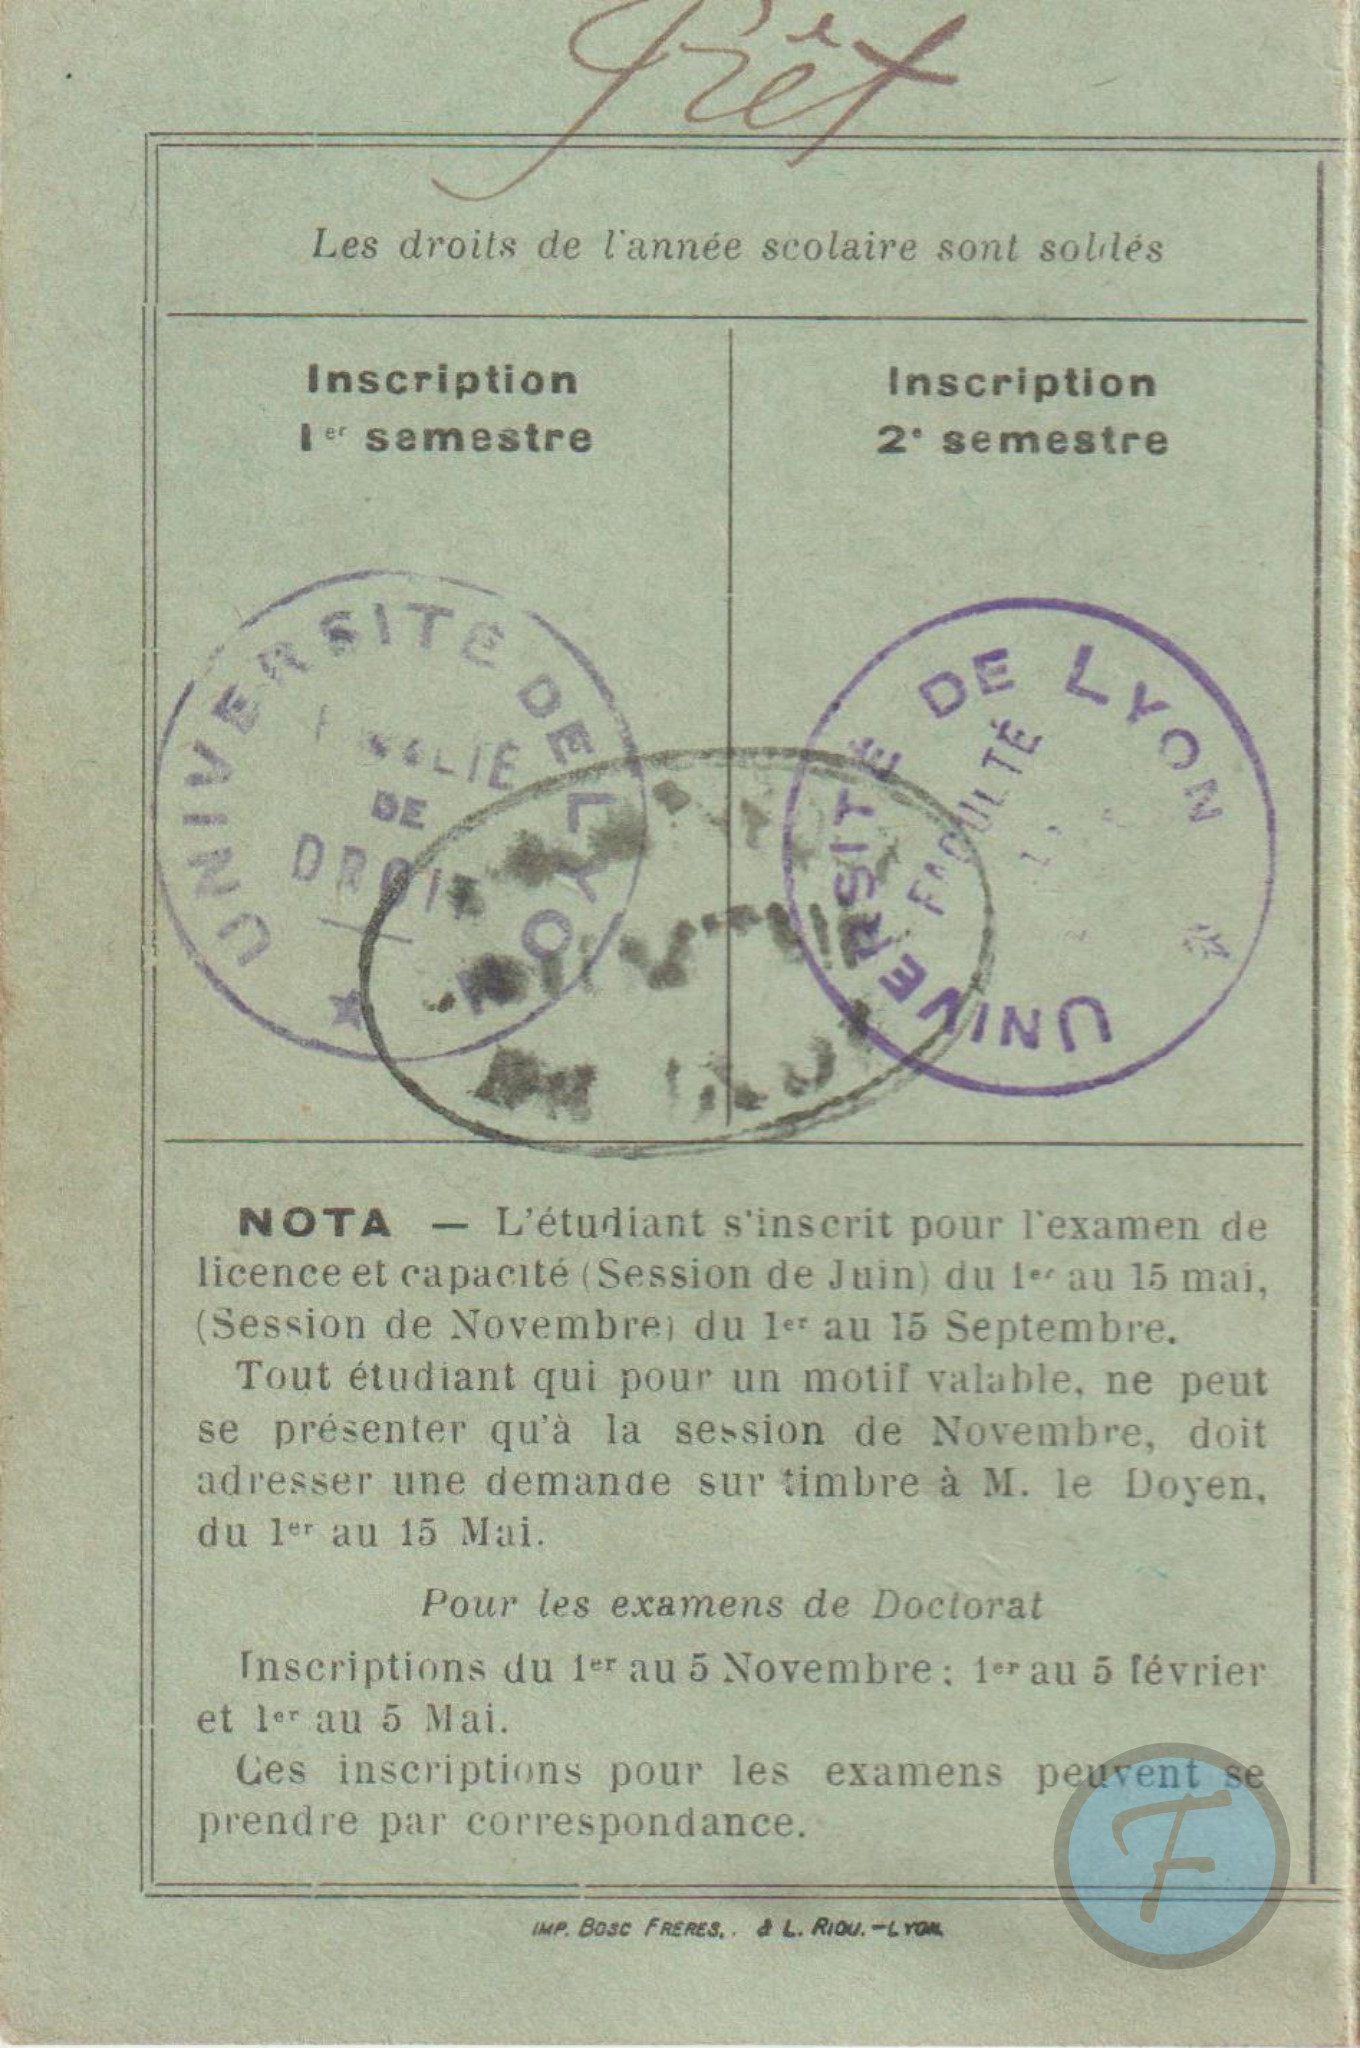 Prêt
Les droits de l'année scolaire sont soldés
Inscription
1er semestre
Inscription
2e semestre
UNIVERSITE DE LYON
FACULTE
DE
DROIT
UNIVERSITÉ DE LYON
FACULTÉ
NOTA — L'étudiant s'inscrit pour l'examen de
licence et capacité (Session de Juin) du 1er au 15 mai,
(Session de Novembre) du 1er au 15 Septembre.
Tout étudiant qui pour un motif valable, ne peut
se présenter qu'à la session de Novembre, doit
adresser une demande sur timbre à M. le Doyen,
du 1er au 15 Mai.
Pour les examens de Doctorat
Inscriptions du 1er au 5 Novembre ; 1er au 5 février
et 1er au 5 Mai.
Ces inscriptions pour les examens peuvent se
prendre par correspondance.
F
IMP. BOSC FRERES.. & L. RIOU.-LYON